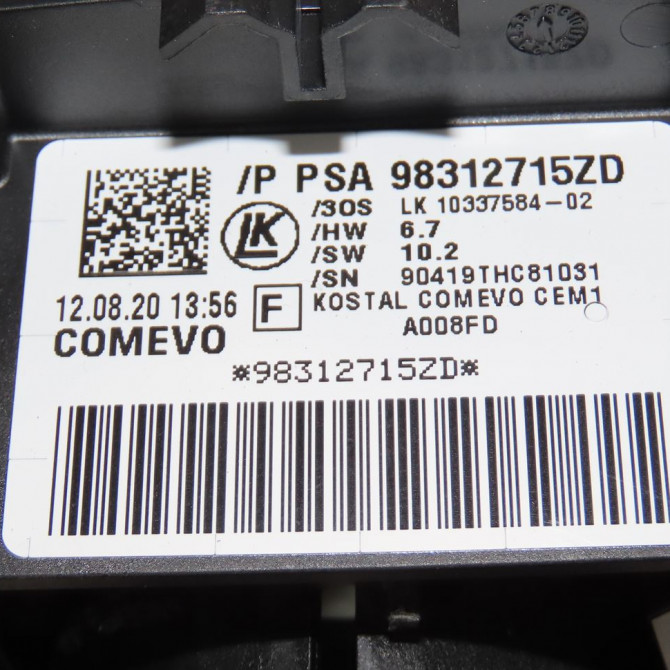 /P PSA 98312715ZD
/3OS LK 10337584-02
LK
/HW 6.7
/SW 10.2
/SN 90419THC81031
12.08.20 13:56 F KOSTAL COMEVO CEM1
COMEVO A008FD
*98312715ZD*